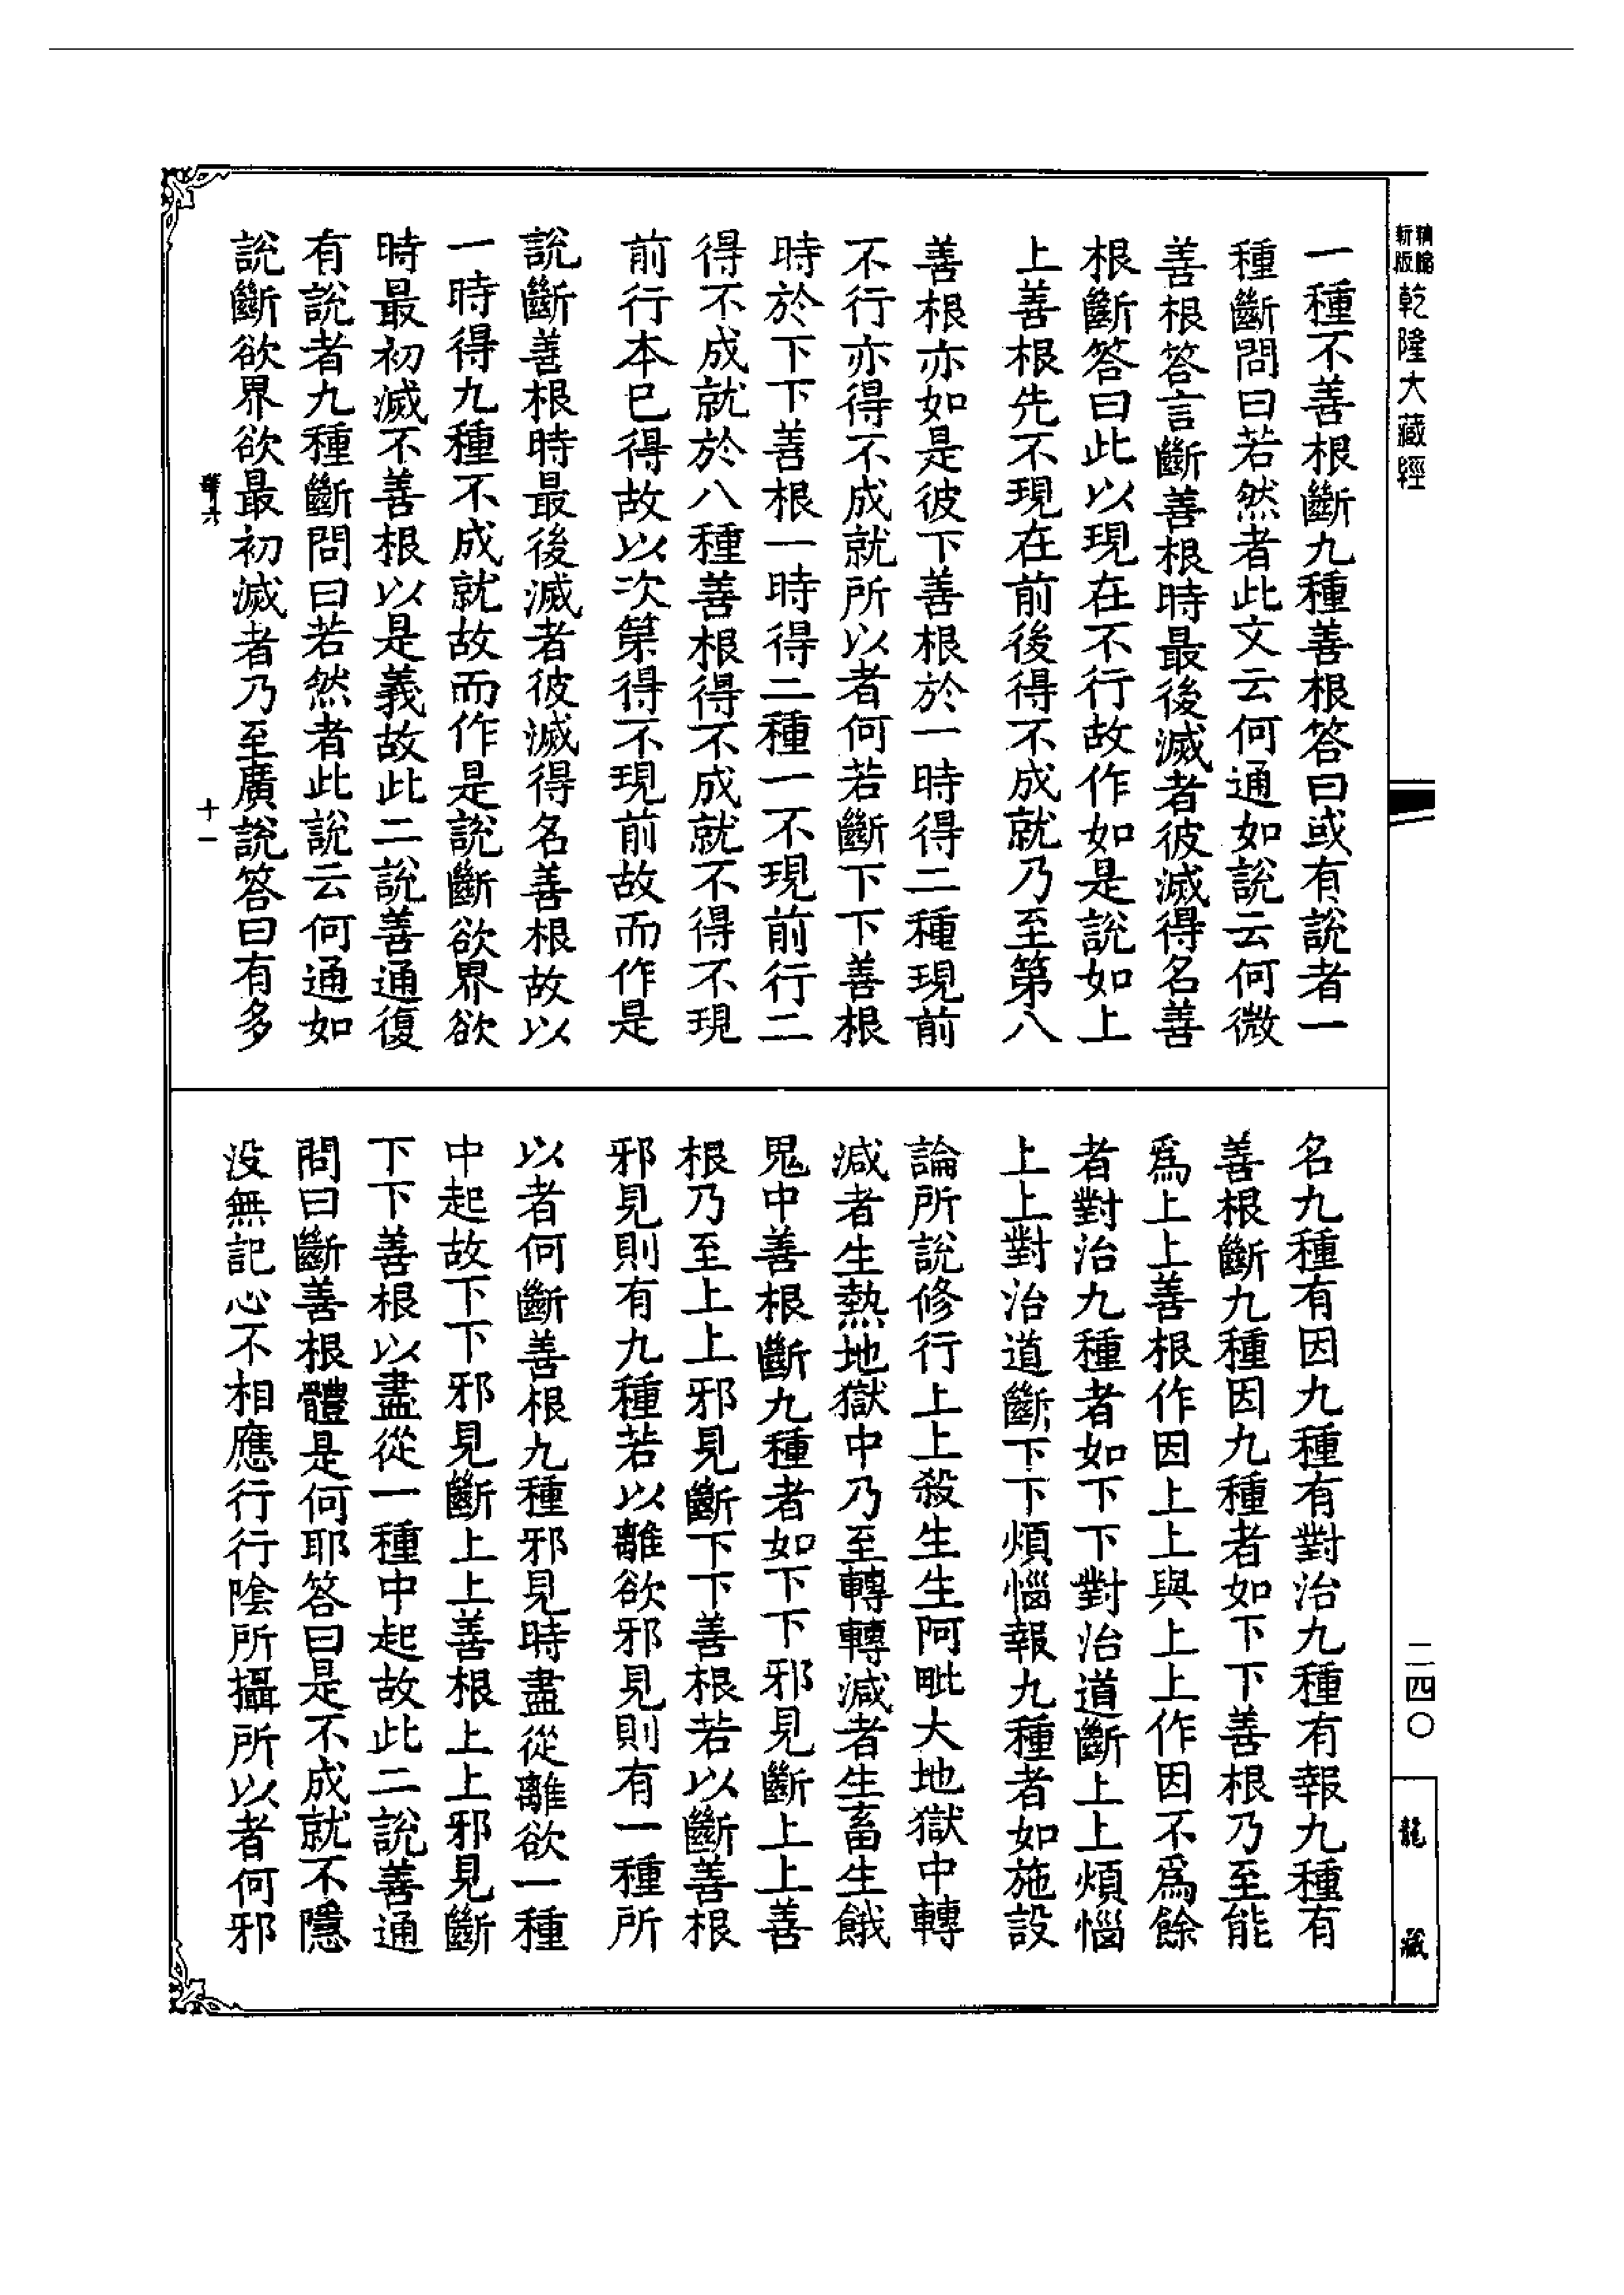 精縮新版乾隆大藏經
一種不善根斷九種善根答曰或有說者一
種斷問曰若然者此文云何通如說云何微
善根答言斷善根時最後滅者彼滅得名善
根斷答曰此以現在不行故作如是說如上
上善根先不現在前後得不成就乃至第八
善根亦如是彼下善根於一時得二種現前
不行亦得不成就所以者何若斷下下善根
時於下下善根一時得二種一不現前行二
得不成就於八種善根得不成就不得不現
前行本已得故以次第得不現前故而作是
說斷善根時最後滅者彼滅得名善根故以
一時得九種不成就故而作是說斷欲界欲
時最初滅不善根以是義故此二說善通復
有說者九種斷問曰若然者此說云何通如
說斷欲界欲最初滅者乃至廣說答曰有多
十一
名九種有因九種有對治九種有報九種有
善根斷九種因九種者如下下善根乃至能
爲上上善根作因上上與上上作因不爲餘
者對治九種者如下下對治道斷上上煩惱
上上對治道斷下下煩惱報九種者如施設
論所說修行上上殺生生阿毗大地獄中轉
減者生熱地獄中乃至轉轉減者生畜生餓
鬼中善根斷九種者如下下邪見斷上上善
根乃至上上邪見斷下下善根若以斷善根
邪見則有九種若以離欲邪見則有一種所
以者何斷善根九種邪見時盡從離欲一種
中起故下下邪見斷上上善根上上邪見斷
下下善根以盡從一種中起故此二說善通
問曰斷善根體是何耶答曰是不成就不隱
没無記心不相應行行陰所攝所以者何邪
二四〇
龍藏